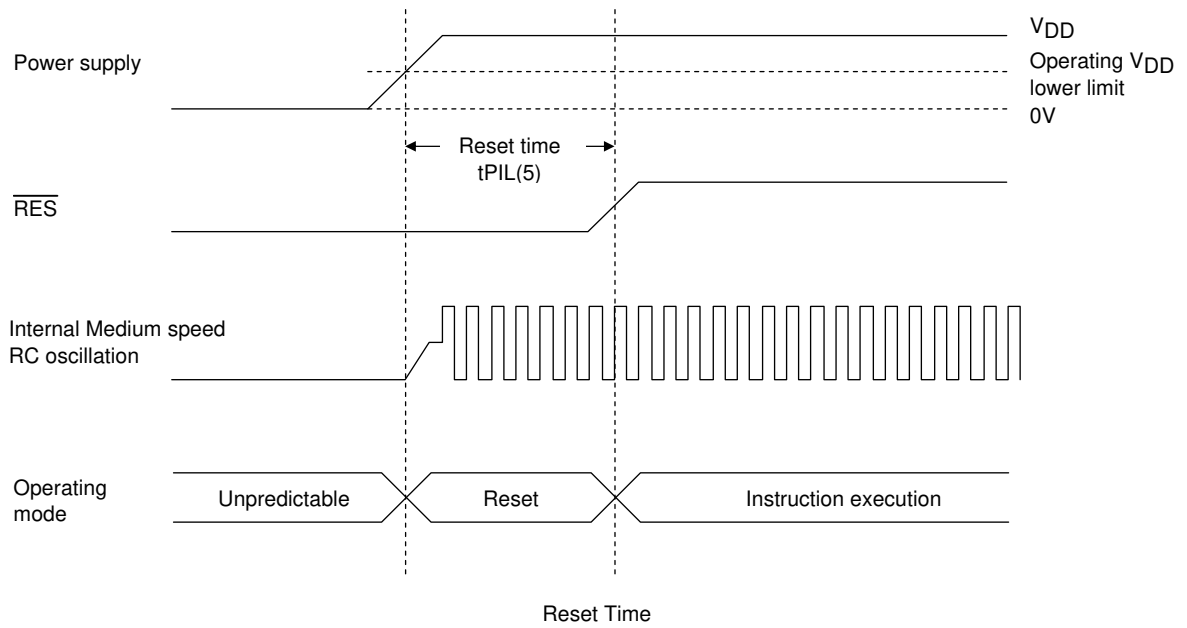 Power supply
VDD
Operating VDD
lower limit
0V
Reset time
tPIL(5)
RES
Internal Medium speed
RC oscillation
Operating
mode
Unpredictable
Reset
Instruction execution
Reset Time